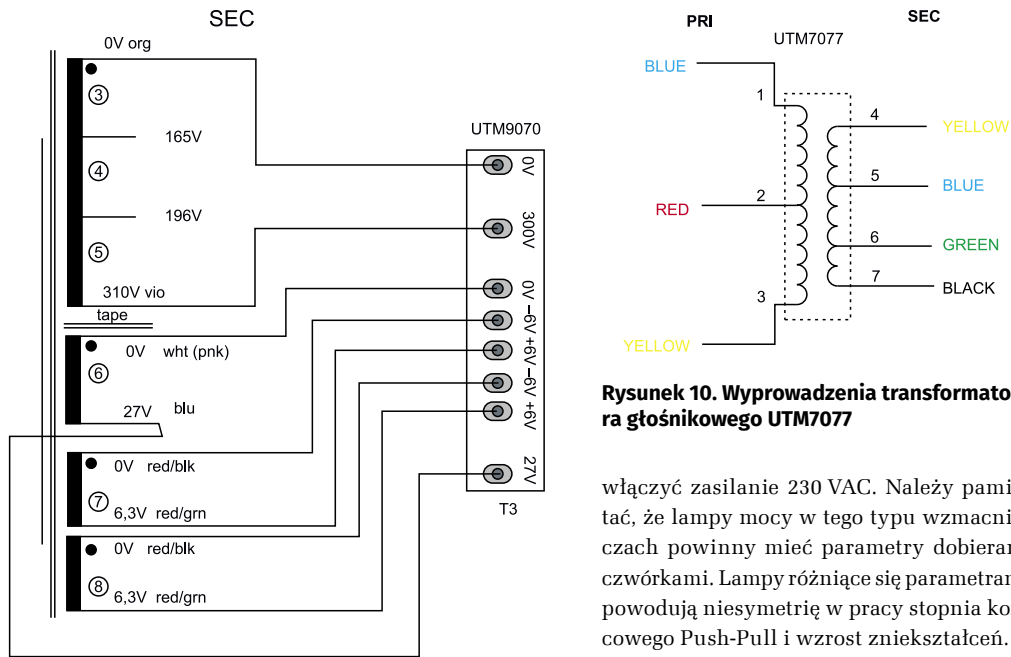 SEC
0V org
③
165V
④
196V
⑤
310V vio
tape
0V wht (pnk)
⑥
27V blu
0V red/blk
⑦
6,3V red/grn
0V red/blk
⑧
6,3V red/grn
UTM9070
0V
300V
0V
–6V
+6V
–6V
+6V
27V
T3
PRI
SEC
UTM7077
BLUE
1
RED
2
3
YELLOW
4
YELLOW
5
BLUE
6
GREEN
7
BLACK
Rysunek 10. Wyprowadzenia transformato
ra głośnikowego UTM7077
włączyć zasilanie 230 VAC. Należy pami
tać, że lampy mocy w tego typu wzmacni
czach powinny mieć parametry dobieran
czwórkami. Lampy różniące się parametran
powodują niesymetrię w pracy stopnia ko
cowego Push-Pull i wzrost zniekształceń.